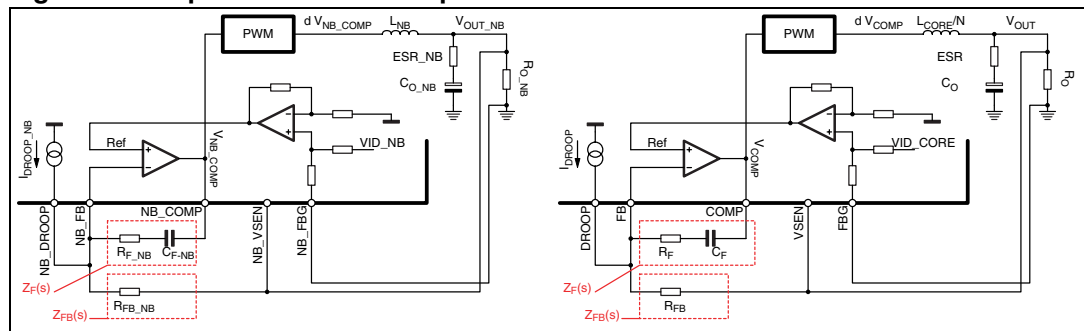 PWM
d V_NB_COMP
L_NB
V_OUT_NB
ESR_NB
C_O_NB
R_O_NB
I_DROOP_NB
Ref
V_NB_COMP
VID_NB
NB_DROOP
NB_FB
NB_COMP
NB_VSEN
NB_FBG
R_F_NB
C_F-NB
Z_F(s)
R_FB_NB
Z_FB(s)
PWM
d V_COMP
L_CORE/N
V_OUT
ESR
C_O
R_O
I_DROOP
Ref
V_COMP
VID_CORE
DROOP
FB
COMP
VSEN
FBG
R_F
C_F
Z_F(s)
R_FB
Z_FB(s)